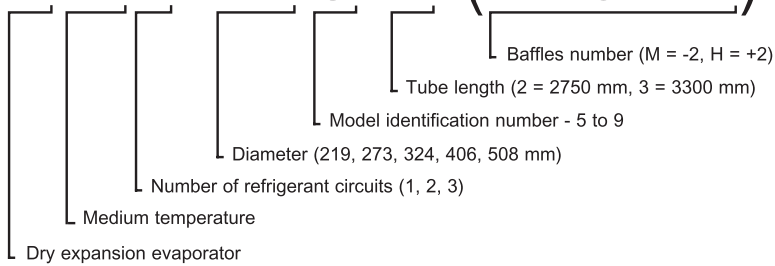 Baffles number (M = -2, H = +2)
Tube length (2 = 2750 mm, 3 = 3300 mm)
Model identification number - 5 to 9
Diameter (219, 273, 324, 406, 508 mm)
Number of refrigerant circuits (1, 2, 3)
Medium temperature
Dry expansion evaporator